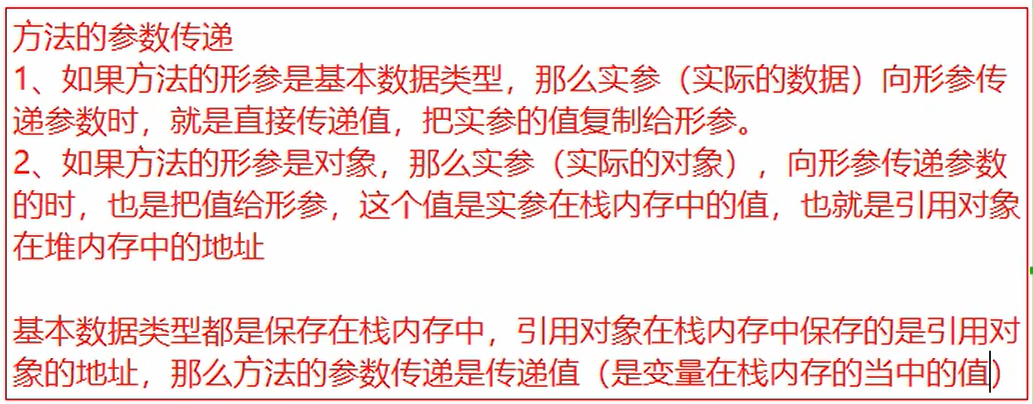 方法的参数传递
1、如果方法的形参是基本数据类型，那么实参（实际的数据）向形参传
递参数时，就是直接传递值，把实参的值复制给形参。
2、如果方法的形参是对象，那么实参（实际的对象），向形参传递参数
的时，也是把值给形参，这个值是实参在栈内存中的值，也就是引用对象
在堆内存中的地址
基本数据类型都是保存在栈内存中，引用对象在栈内存中保存的是引用对
象的地址，那么方法的参数传递是传递值（是变量在栈内存的当中的值）